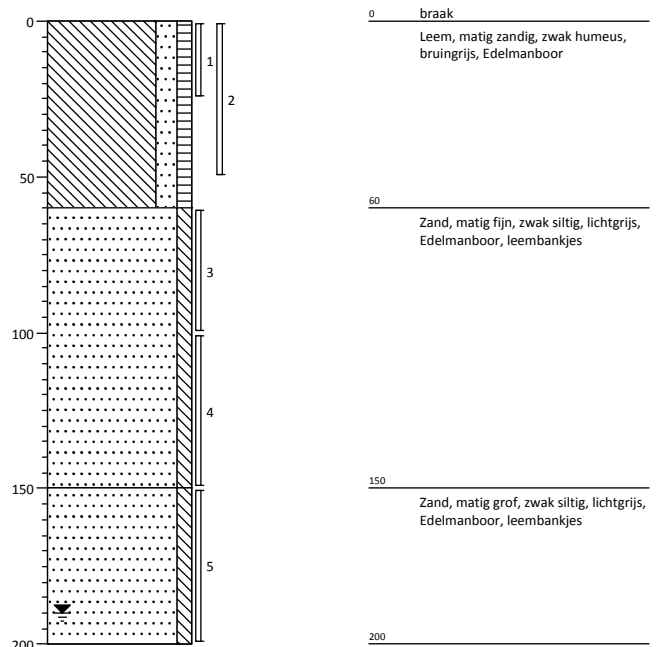 0
50
100
150
200
1
2
3
4
5
0 braak
Leem, matig zandig, zwak humeus,
bruingrijs, Edelmanboor
60
Zand, matig fijn, zwak siltig, lichtgrijs,
Edelmanboor, leembankjes
150
Zand, matig grof, zwak siltig, lichtgrijs,
Edelmanboor, leembankjes
200